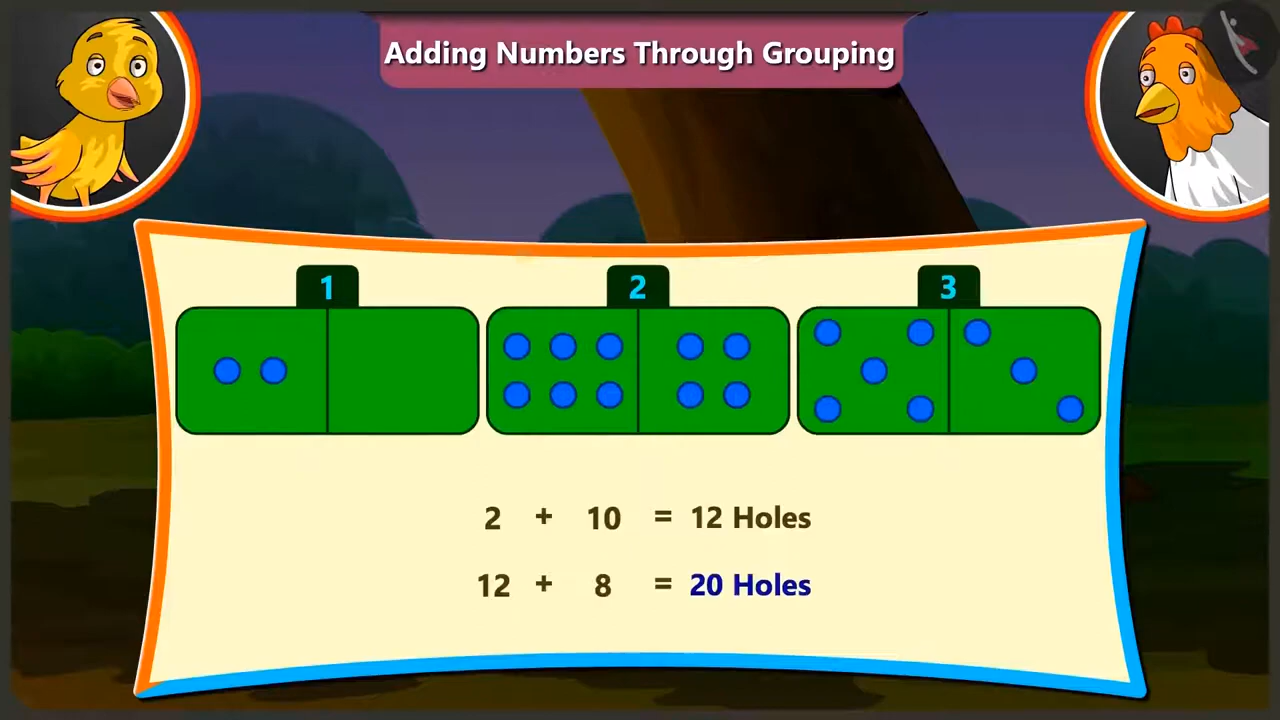 Adding Numbers Through Grouping
1 2 3
2 + 10 = 12 Holes
12 + 8 = 20 Holes